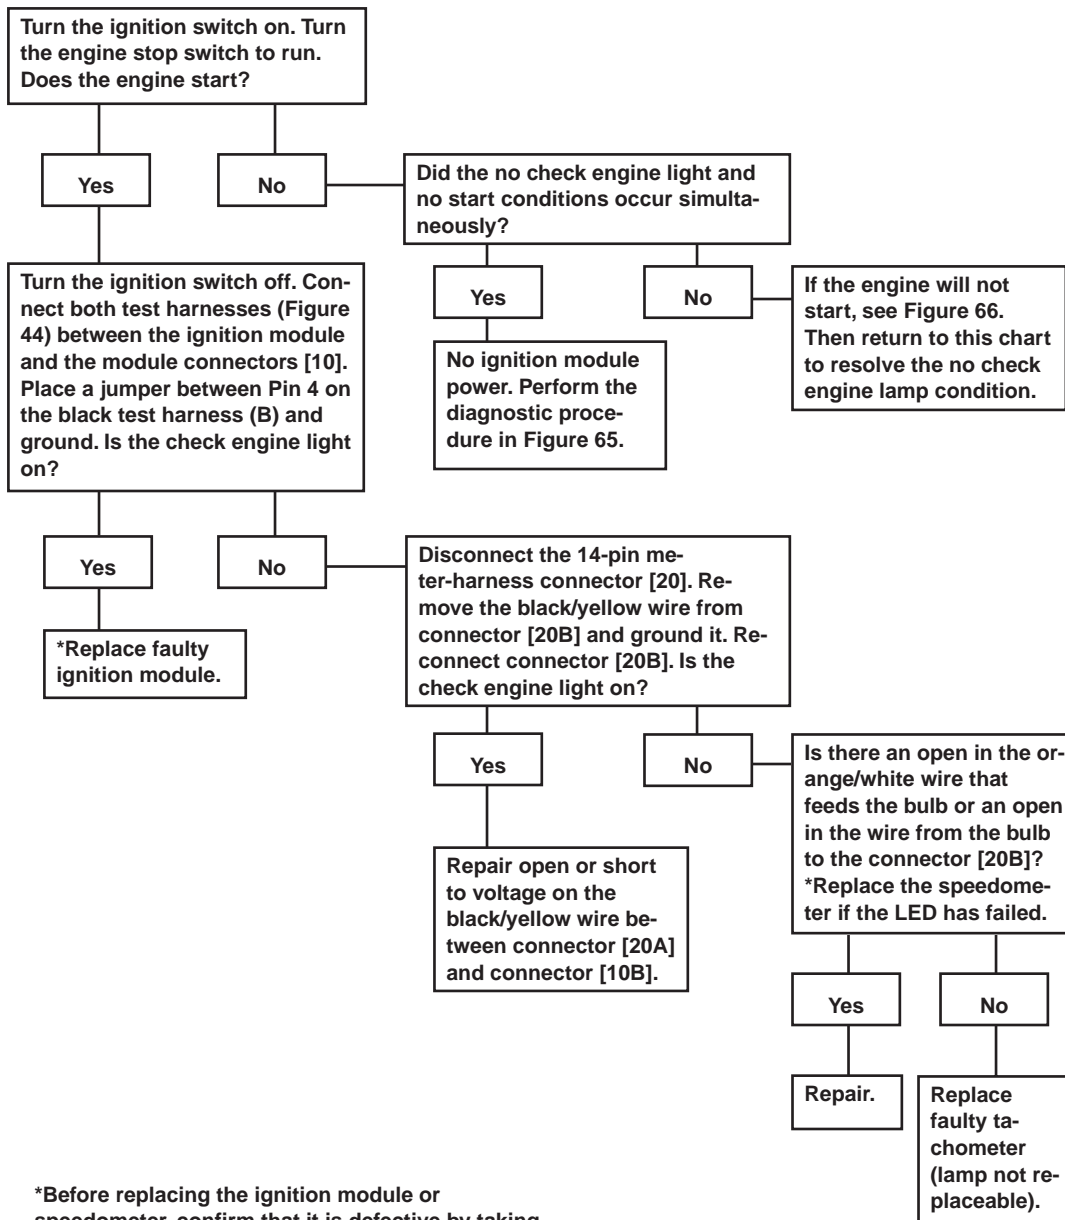 Turn the ignition switch on. Turn
the engine stop switch to run.
Does the engine start?
Yes
No
Did the no check engine light and
no start conditions occur simulta-
neously?
Turn the ignition switch off. Con-
nect both test harnesses (Figure
44) between the ignition module
and the module connectors [10].
Place a jumper between Pin 4 on
the black test harness (B) and
ground. Is the check engine light
on?
Yes
No
If the engine will not
start, see Figure 66.
Then return to this chart
to resolve the no check
engine lamp condition.
No ignition module
power. Perform the
diagnostic proce-
dure in Figure 65.
Yes
No
Disconnect the 14-pin me-
ter-harness connector [20]. Re-
move the black/yellow wire from
connector [20B] and ground it. Re-
connect connector [20B]. Is the
check engine light on?
*Replace faulty
ignition module.
Yes
No
Is there an open in the or-
ange/white wire that
feeds the bulb or an open
in the wire from the bulb
to the connector [20B]?
*Replace the speedome-
ter if the LED has failed.
Repair open or short
to voltage on the
black/yellow wire be-
tween connector [20A]
and connector [10B].
Yes
No
Repair.
Replace
faulty ta-
chometer
(lamp not re-
placeable).
*Before replacing the ignition module or
speedometer, confirm that it is defective by taking